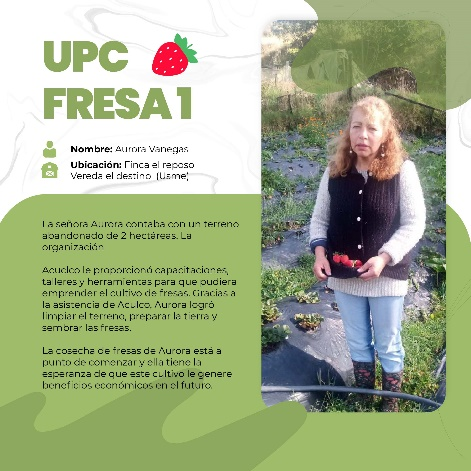 UPC
FRESA 1
Nombre: Aurora Vanegas
Ubicación: Finca el reposo
Vereda el destino (Usme)
La señora Aurora contaba con un terreno
abandonado de 2 hectáreas. La
organización
Aculco le proporcionó capacitaciones,
talleres y herramientas para que pudiera
emprender el cultivo de fresas. Gracias a
la asistencia de Aculco, Aurora logró
limpiar el terreno, preparar la tierra y
sembrar las fresas.
La cosecha de fresas de Aurora está a
punto de comenzar y ella tiene la
esperanza de que este cultivo le genere
beneficios económicos en el futuro.